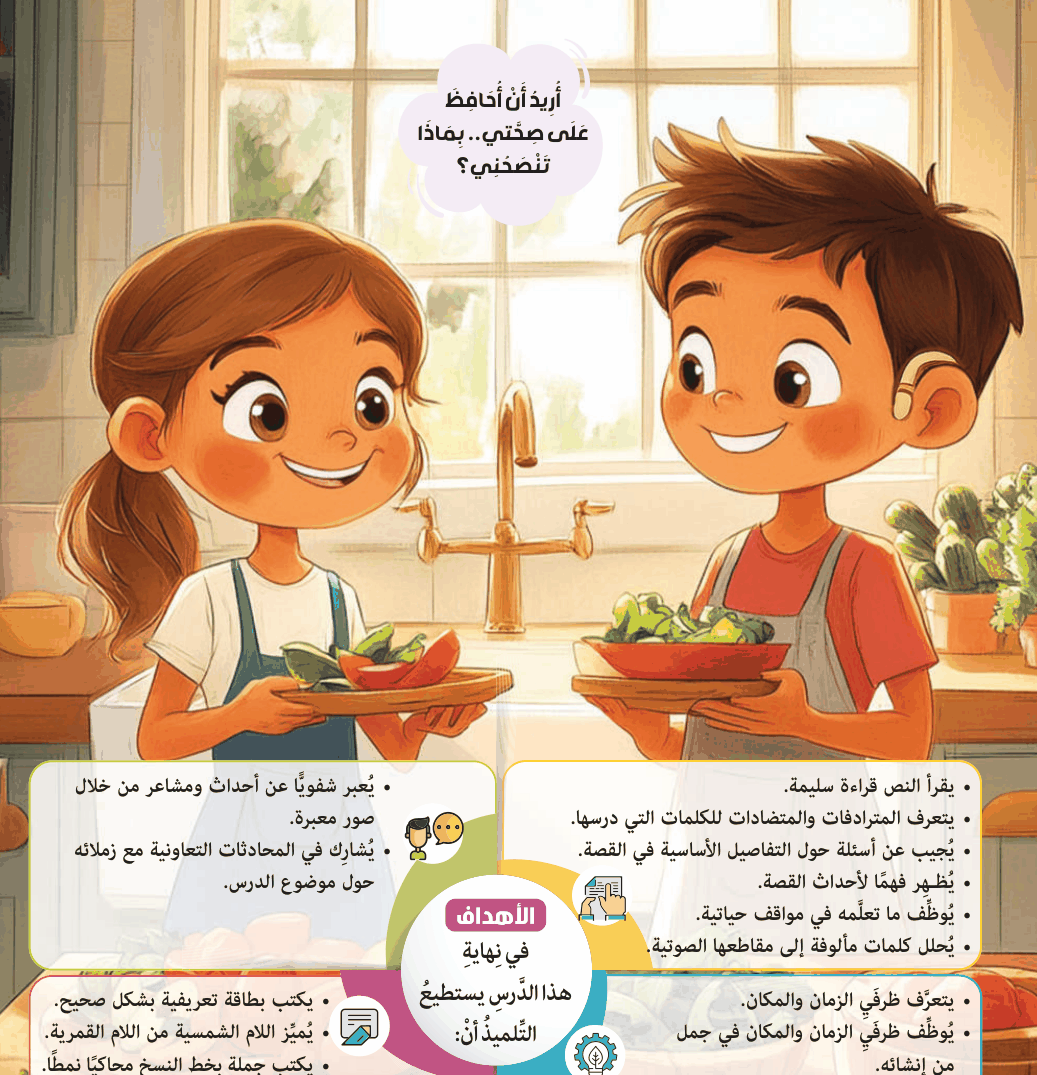 أُرِيدُ أَنْ أُحَافِظَ
عَلَى صِحَّتي.. بِمَاذَا
تَنْصَحُنِي؟
يقرأ النص قراءة سليمة.
يتعرف المترادفات والمتضادات للكلمات التي درسها.
يُجيب عن أسئلة حول التفاصيل الأساسية في القصة.
يُظـهِر فهمًا لأحداث القصة.
يُوظِّف ما تعلَّمه في مواقف حياتية.
يُحلل كلمات مألوفة إلى مقاطعها الصوتية.
يُعبر شفويًّا عن أحداث ومشاعر من خلال
صور معبرة.
يُشارِك في المحادثات التعاونية مع زملائه
حول موضوع الدرس.
الأهداف
في نِهايةِ
هذا الدَّرسِ يستطيعُ
التِّلميذُ أنْ:
يتعرَّف ظرفَيِ الزمان والمكان.
يُوظِّف ظرفَيِ الزمان والمكان في جمل
من إنشائه.
يكتب بطاقة تعريفية بشكل صحيح.
يُميِّز اللام الشمسية من اللام القمرية.
يكتب جملة بخط النسخ محاكيًا نمطًا.